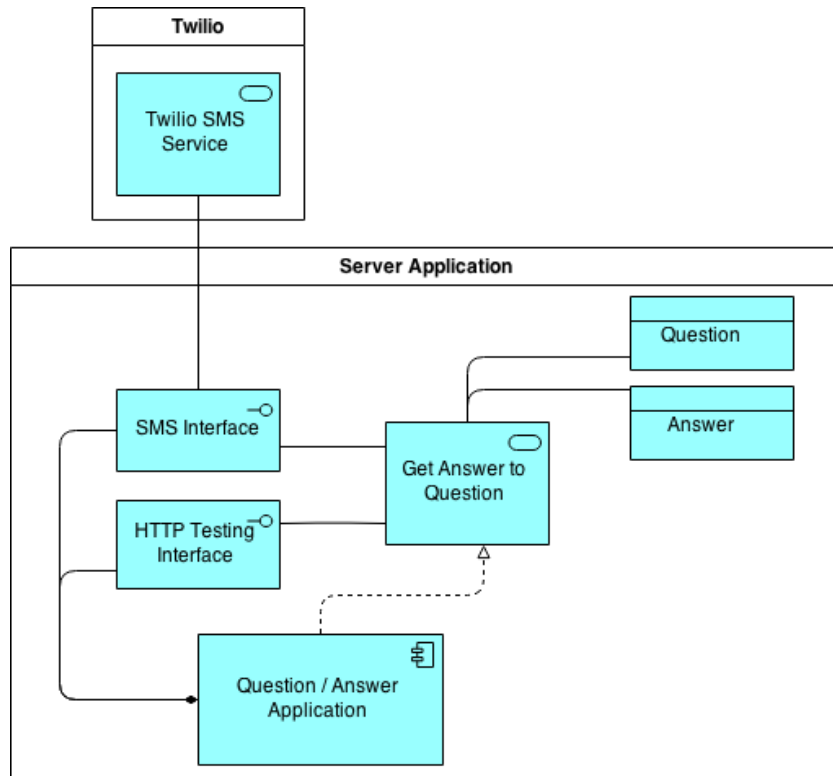 Twilio
Twilio SMS
Service
Server Application
Question
Answer
SMS Interface
Get Answer to
Question
HTTP Testing
Interface
Question / Answer
Application